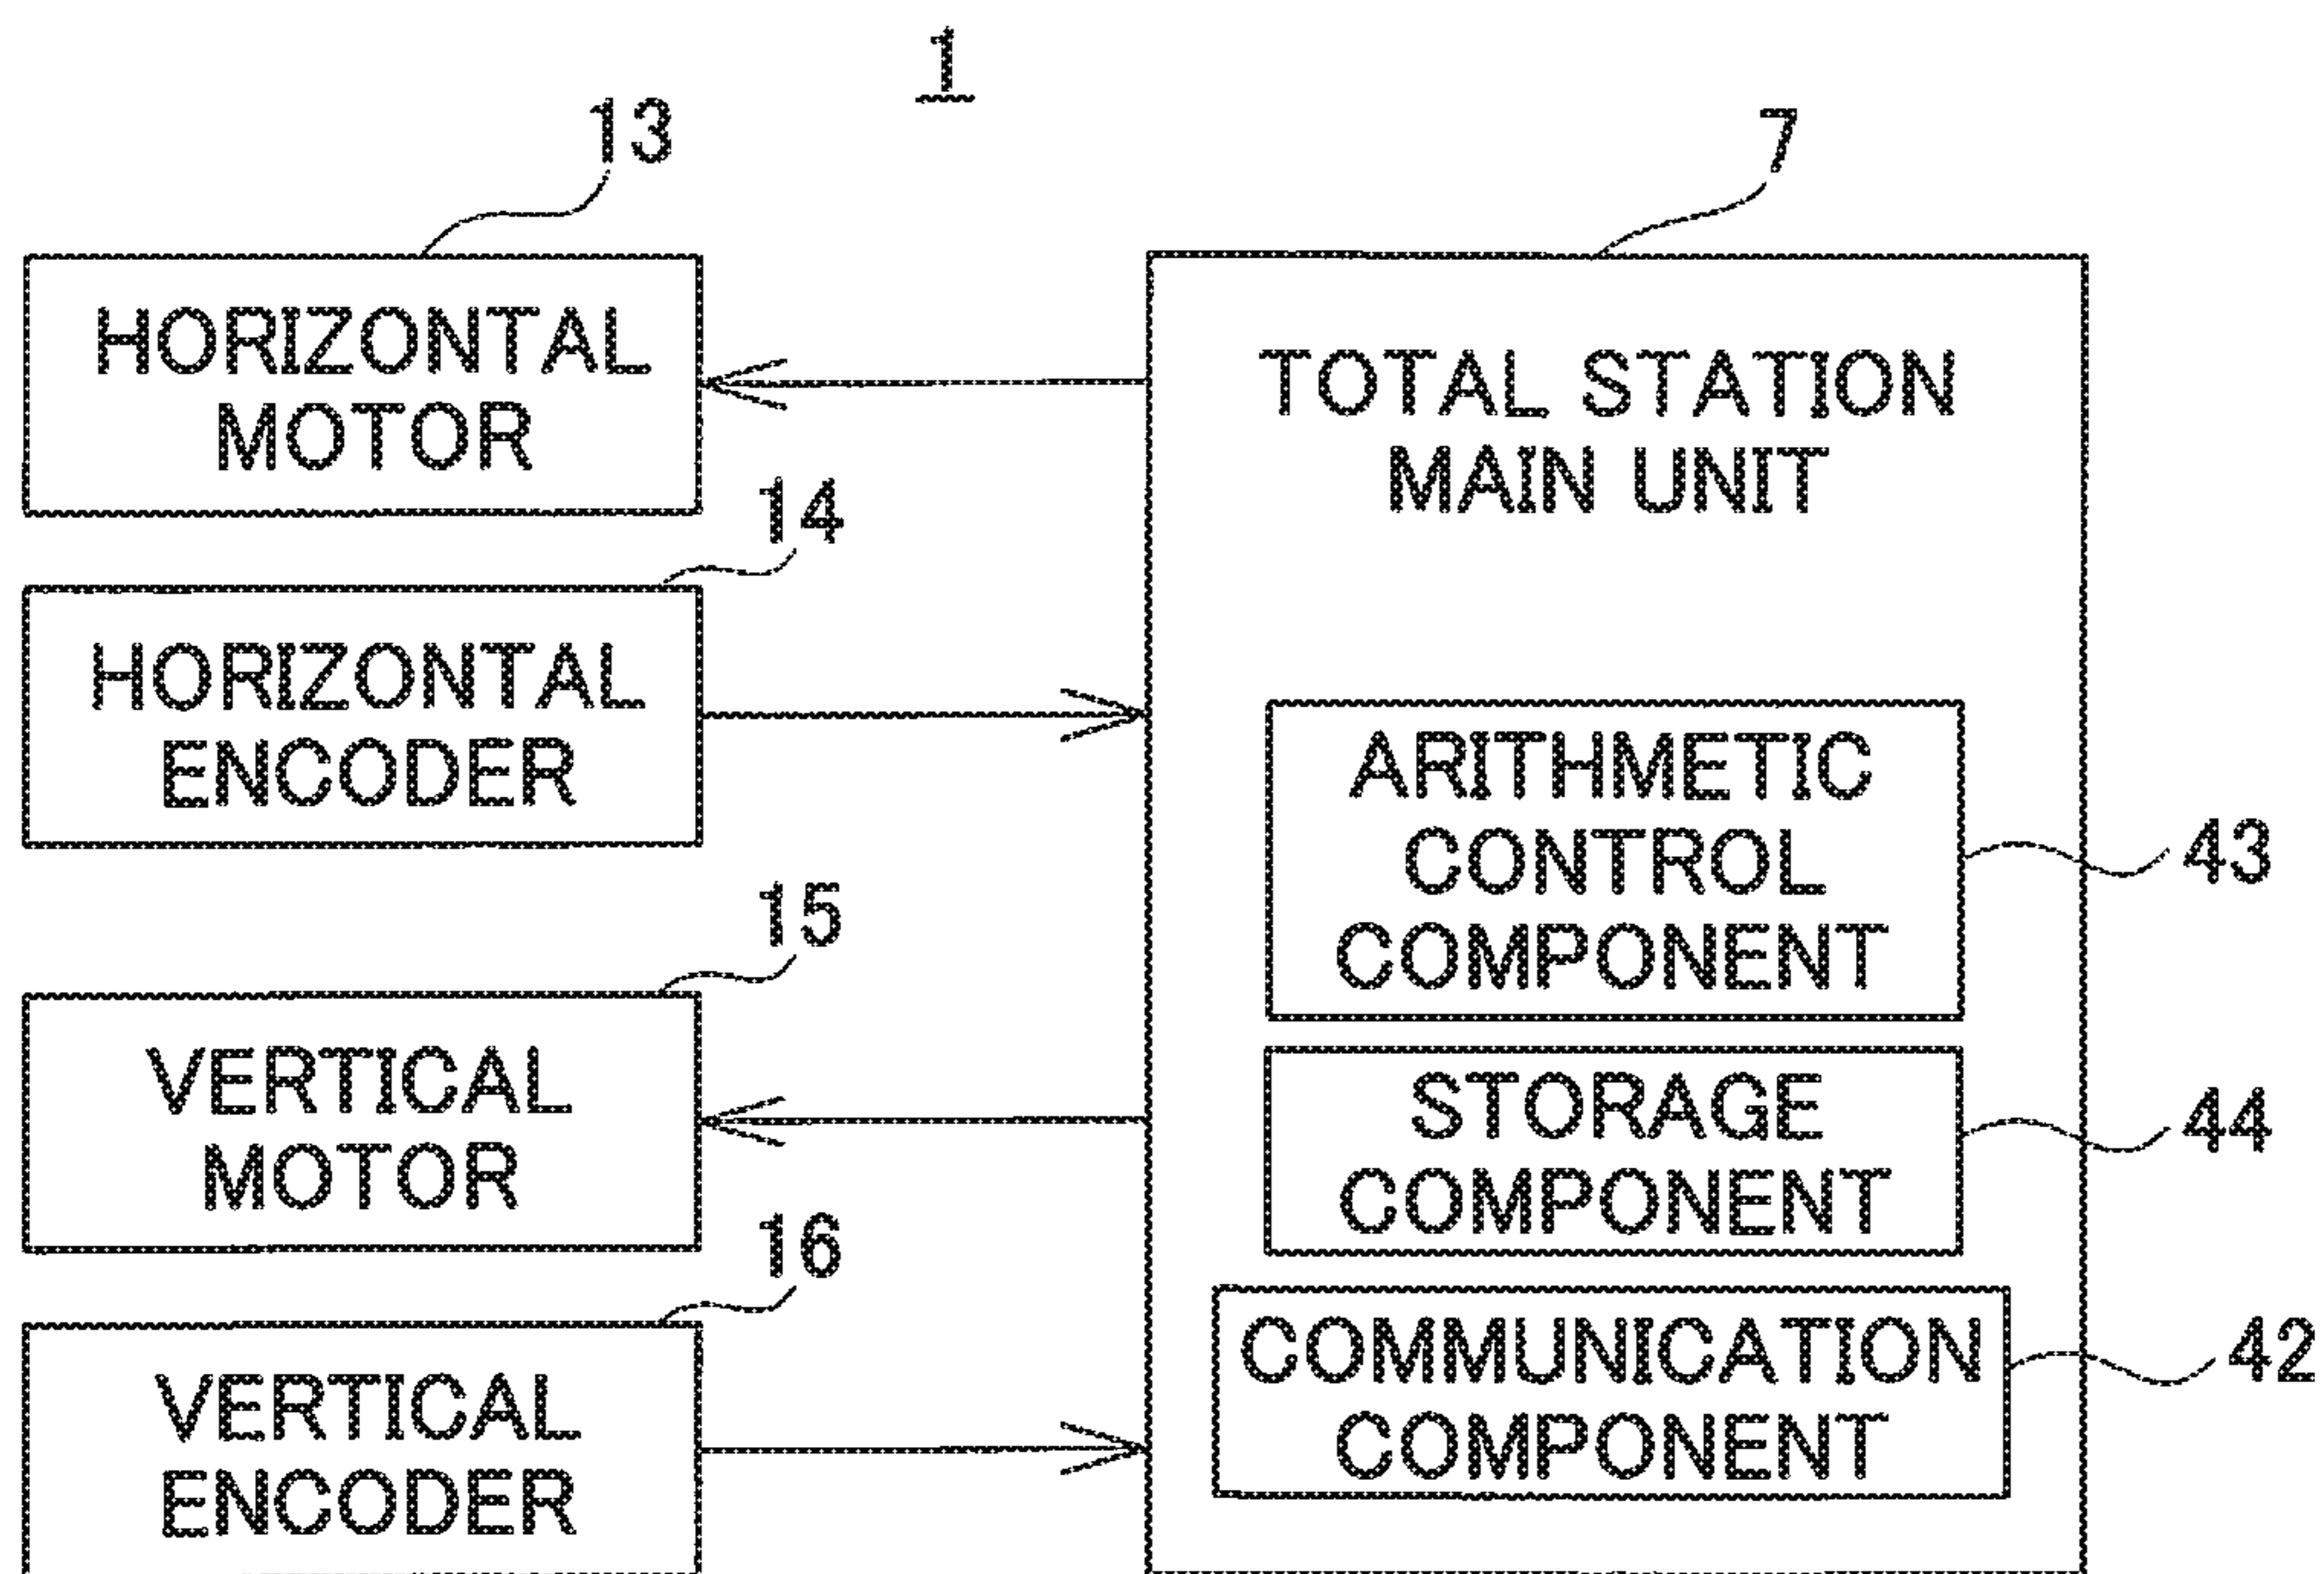 1
13
HORIZONTAL
MOTOR
14
HORIZONTAL
ENCODER
15
VERTICAL
MOTOR
16
VERTICAL
ENCODER
7
TOTAL STATION
MAIN UNIT
ARITHMETIC
CONTROL
COMPONENT
43
STORAGE
COMPONENT
44
COMMUNICATION
COMPONENT
42